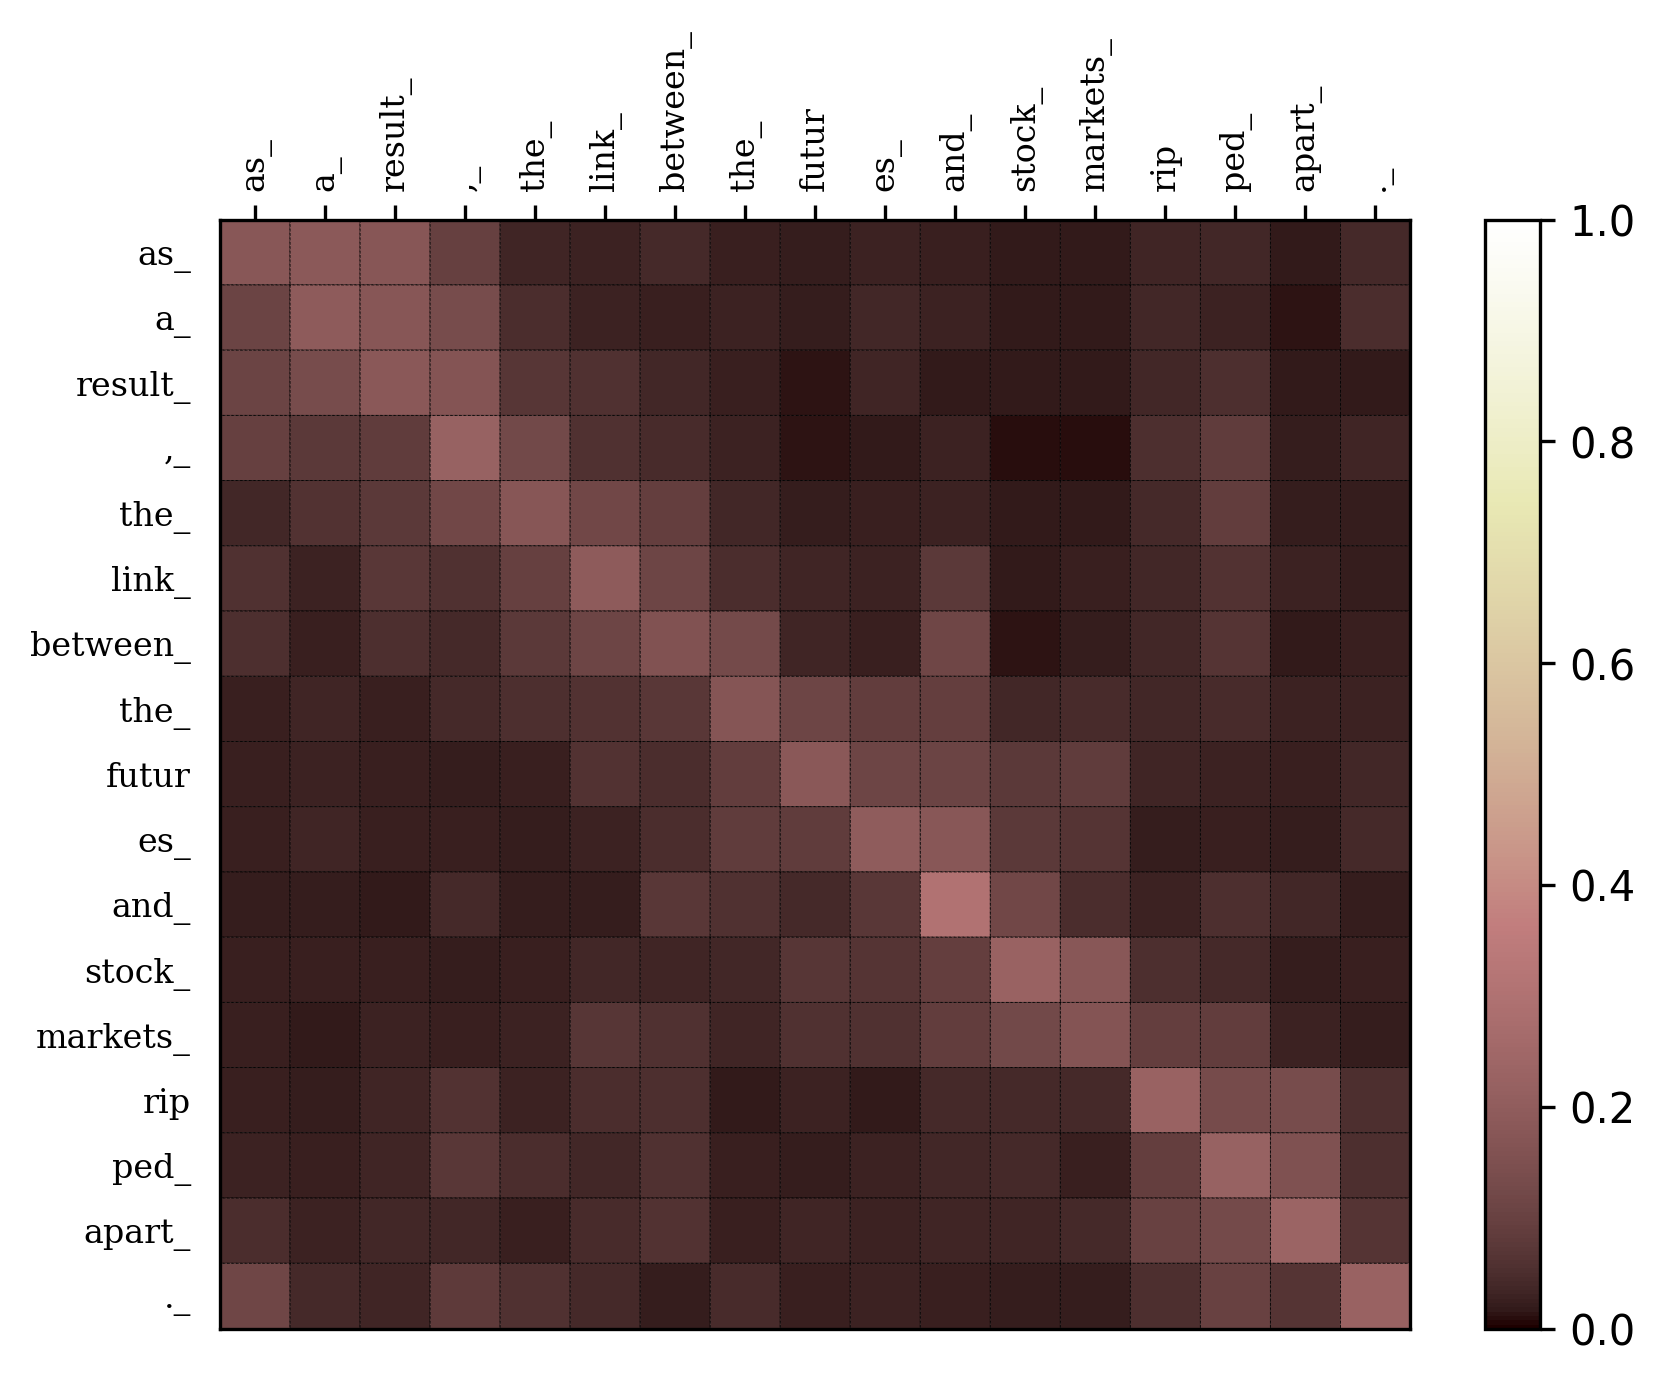 as_ a_ result_ ,_ the_ link_ between_ the_ futur es_ and_ stock_ markets_ rip ped_ apart_ ._
as_
a_
result_
,_
the_
link_
between_
the_
futur
es_
and_
stock_
markets_
rip
ped_
apart_
._
1.0
0.8
0.6
0.4
0.2
0.0